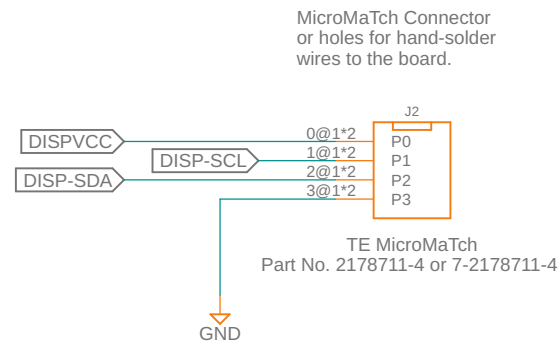 MicroMaTch Connector
or holes for hand-solder
wires to the board.
J2
DISPVCC
0@1*2
P0
DISP-SCL
1@1*2
P1
DISP-SDA
2@1*2
P2
3@1*2
P3
TE MicroMaTch
Part No. 2178711-4 or 7-2178711-4
GND